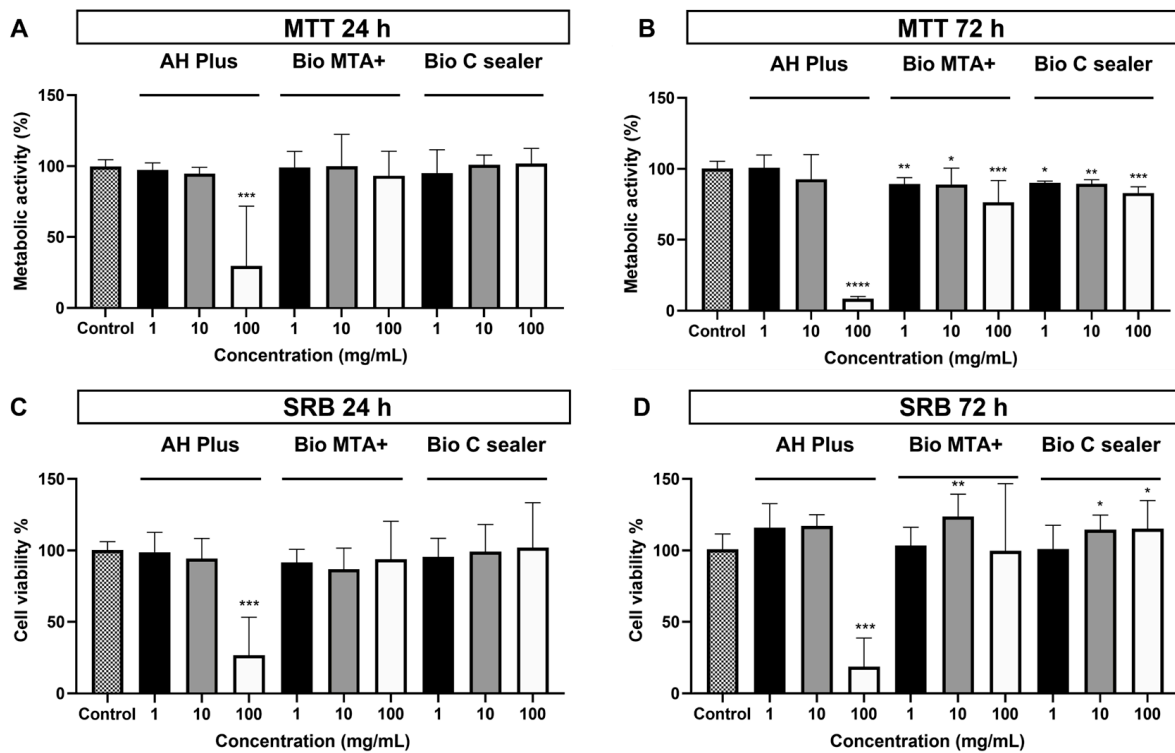 A
MTT 24 h
AH Plus Bio MTA+ Bio C sealer
Metabolic activity (%)
150
100
50
0
***
Control 1 10 100 1 10 100 1 10 100
Concentration (mg/mL)
B
MTT 72 h
AH Plus Bio MTA+ Bio C sealer
Metabolic activity (%)
150
100
50
0
**** ** * *** * ** ***
Control 1 10 100 1 10 100 1 10 100
Concentration (mg/mL)
C
SRB 24 h
AH Plus Bio MTA+ Bio C sealer
Cell viability %
150
100
50
0
***
Control 1 10 100 1 10 100 1 10 100
Concentration (mg/mL)
D
SRB 72 h
AH Plus Bio MTA+ Bio C sealer
Cell viability %
150
100
50
0
*** ** * *
Control 1 10 100 1 10 100 1 10 100
Concentration (mg/mL)